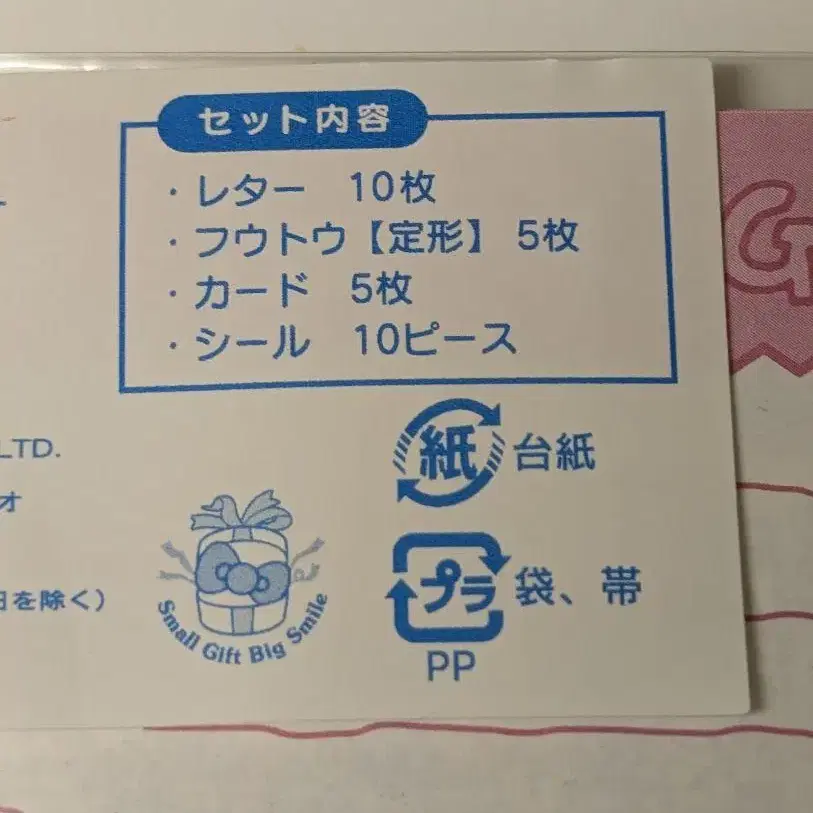 セット内容
・レター 10枚
・フウトウ【定形】 5枚
・カード 5枚
・シール 10ピース
LTD.
オ
日を除く）
紙 台紙
プラ 袋、帯
PP
Small Gift Big Smile
G